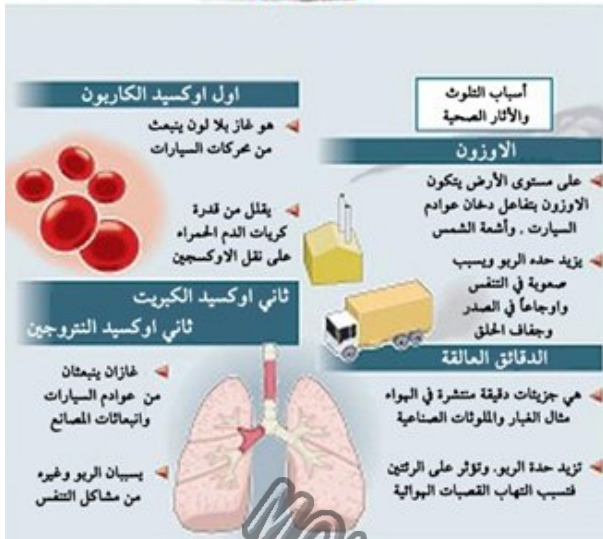 أسباب التلوث
والأثار الصحية
الاوزون
على مستوى الأرض يتكون
الاوزون بتفاعل دخان عوادم
السيارت . وأشعة الشمس
يزيد حده الربو ويسبب
صعوبة في التنفس
واوجاعاً في الصدر
وجفاف الحلق
الدقائق العالقة
هي جزيئات دقيقة منتشرة في الهواء
مثال الغبار والملوثات الصناعية
تزيد حدة الربو. وتؤثر على الرئتين
فتسبب التهاب القصبات الهوائية
اول اوكسيد الكاربون
هو غاز بلا لون ينبعث
من محركات السيارات
يقلل من قدرة
كريات الدم الحمراء
على نقل الاوكسجين
ثاني اوكسيد الكبريت
ثاني اوكسيد النتروجين
غازان ينبعثان
من عوادم السيارات
وانبعاثات المصانع
يسببان الربو وغيره
من مشاكل التنفس